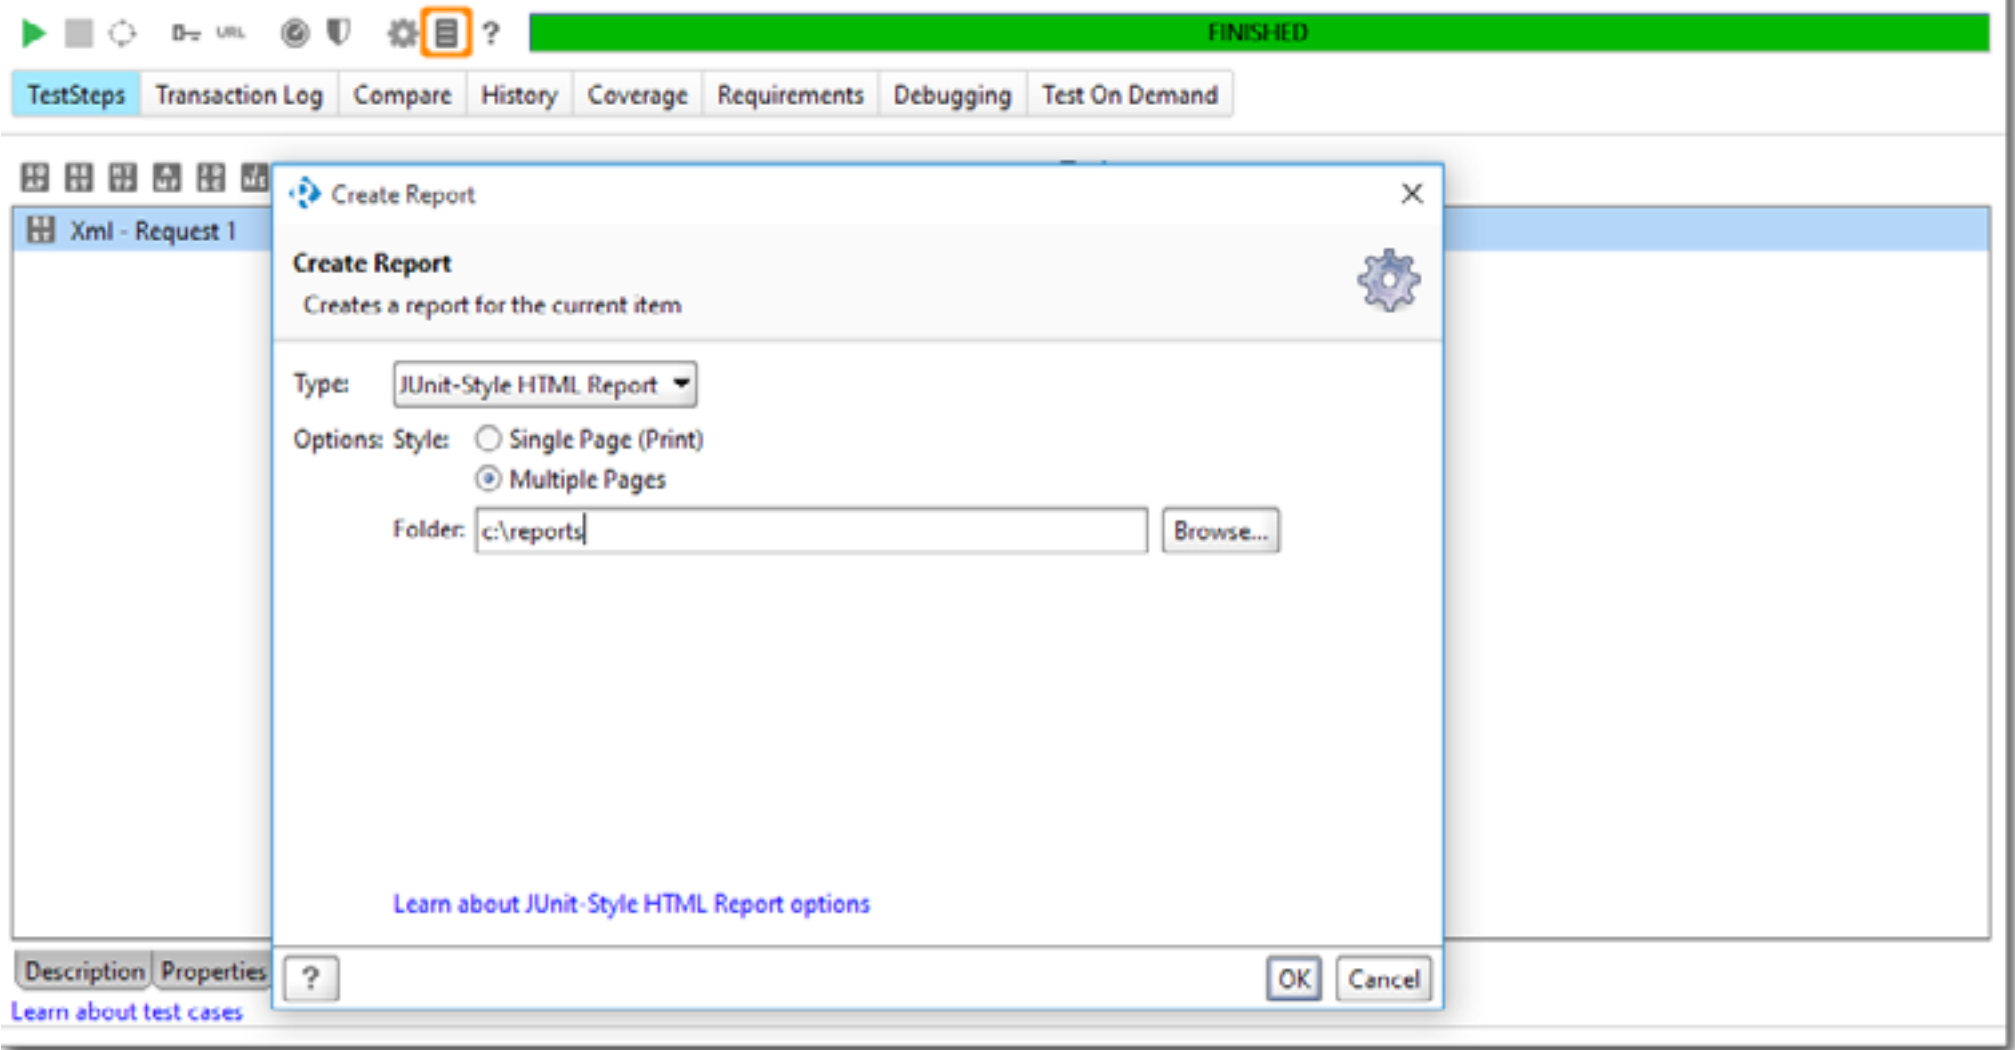 URL ? FINISHED
TestSteps Transaction Log Compare History Coverage Requirements Debugging Test On Demand
Create Report
Xml - Request 1
Create Report
Creates a report for the current item
Type: JUnit-Style HTML Report
Options: Style: Single Page (Print)
Multiple Pages
Folder: c:\reports Browse...
Learn about JUnit-Style HTML Report options
Description Properties ? OK Cancel
Learn about test cases